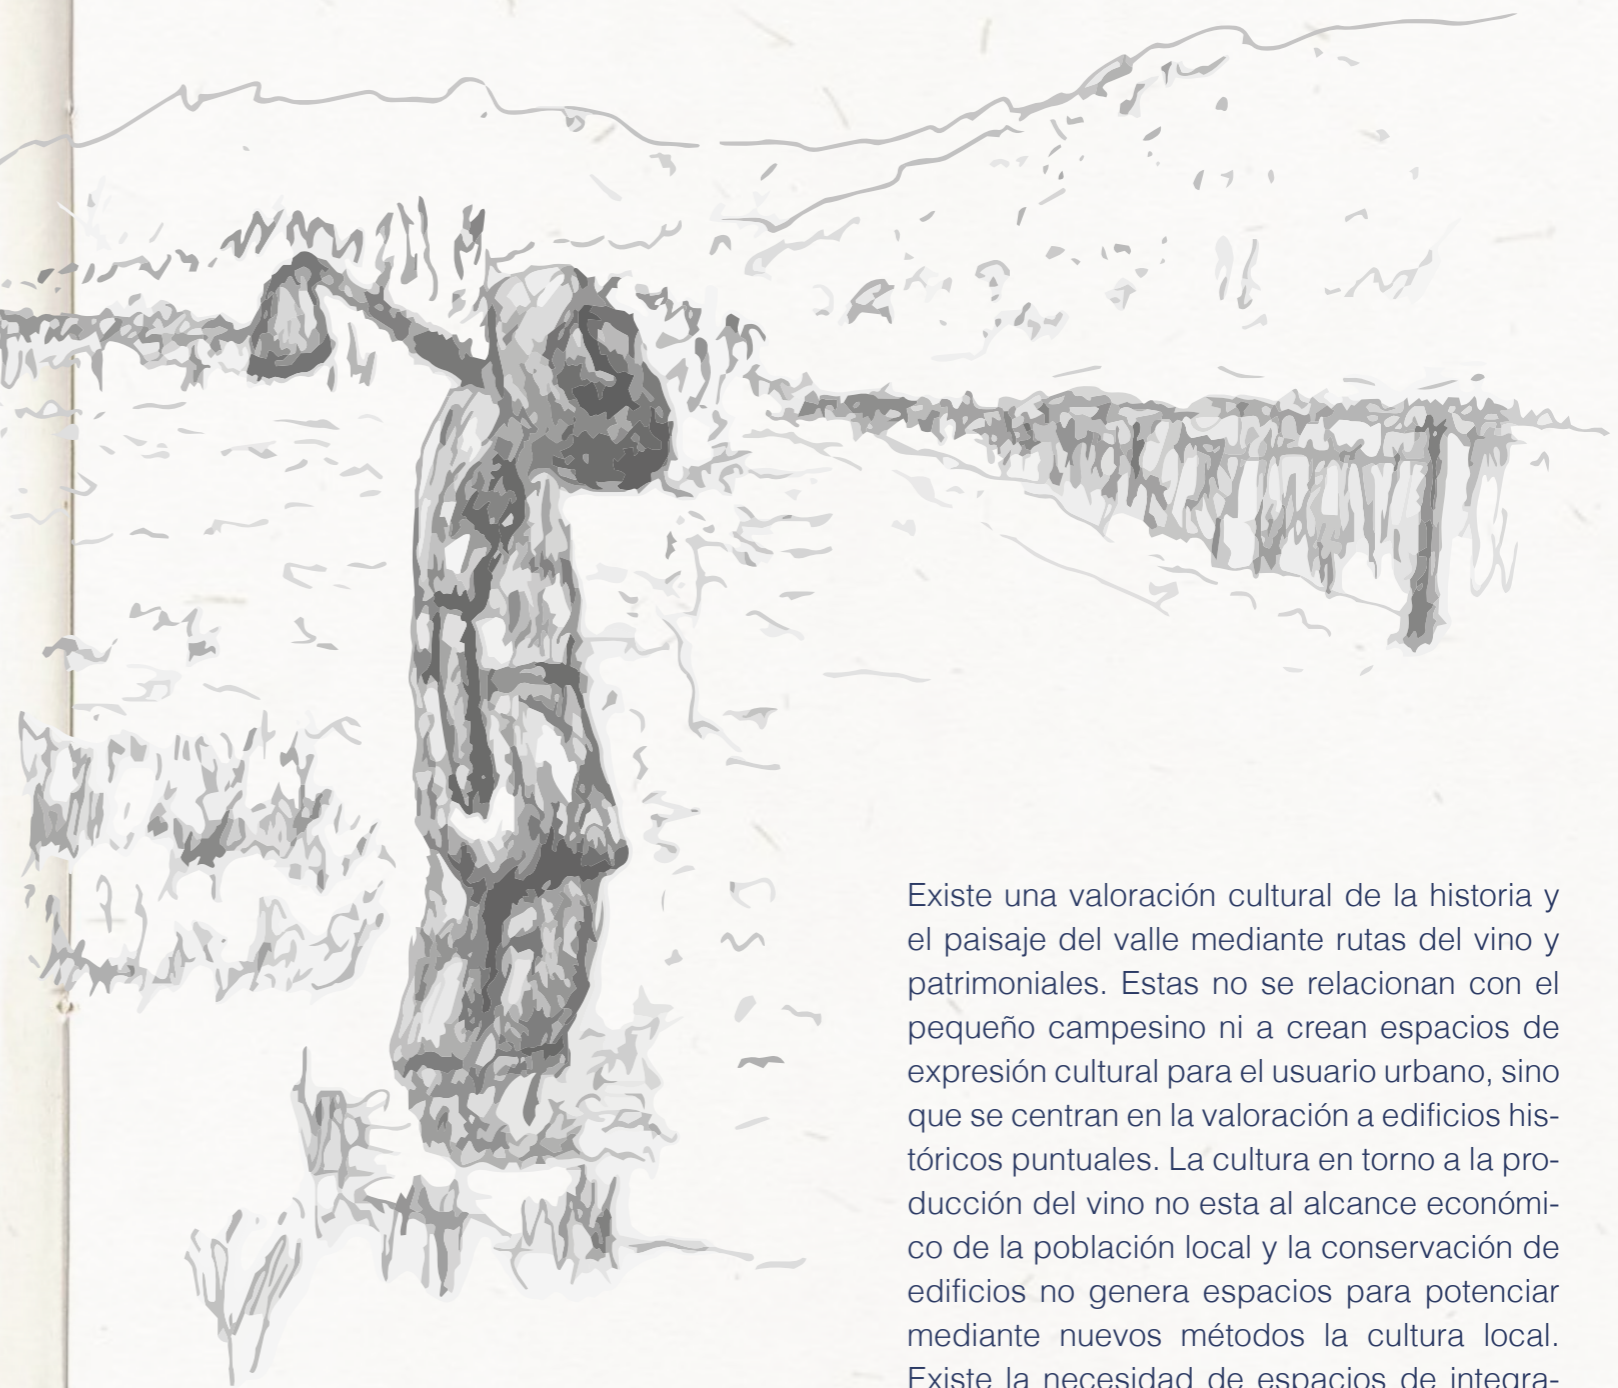 Existe una valoración cultural de la historia y
el paisaje del valle mediante rutas del vino y
patrimoniales. Estas no se relacionan con el
pequeño campesino ni a crean espacios de
expresión cultural para el usuario urbano, sino
que se centran en la valoración a edificios his-
tóricos puntuales. La cultura en torno a la pro-
ducción del vino no esta al alcance económi-
co de la población local y la conservación de
edificios no genera espacios para potenciar
mediante nuevos métodos la cultura local.
Existe la necesidad de espacios de integra-